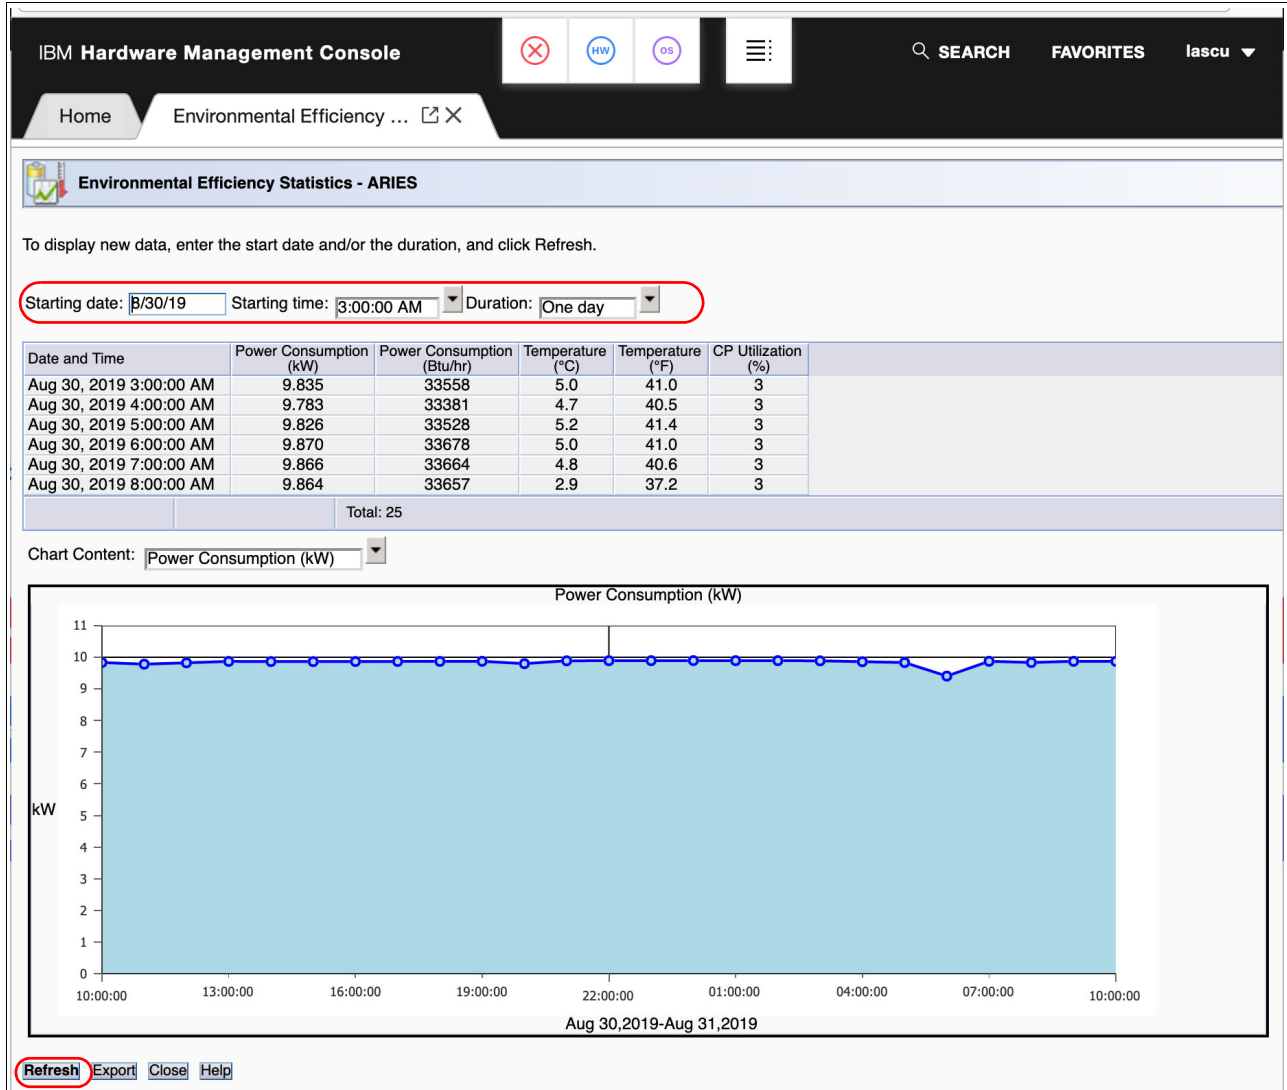 IBM Hardware Management Console
HW
OS
SEARCH
FAVORITES
lascu
Home
Environmental Efficiency ...
Environmental Efficiency Statistics - ARIES
To display new data, enter the start date and/or the duration, and click Refresh.
Starting date: 8/30/19 Starting time: 3:00:00 AM Duration: One day
Date and Time Power Consumption (kW) Power Consumption (Btu/hr) Temperature (°C) Temperature (°F) CP Utilization (%)
Aug 30, 2019 3:00:00 AM 9.835 33558 5.0 41.0 3
Aug 30, 2019 4:00:00 AM 9.783 33381 4.7 40.5 3
Aug 30, 2019 5:00:00 AM 9.826 33528 5.2 41.4 3
Aug 30, 2019 6:00:00 AM 9.870 33678 5.0 41.0 3
Aug 30, 2019 7:00:00 AM 9.866 33664 4.8 40.6 3
Aug 30, 2019 8:00:00 AM 9.864 33657 2.9 37.2 3
Total: 25
Chart Content: Power Consumption (kW)
Power Consumption (kW)
11
10
9
8
7
6
5
4
3
2
1
0
kW
10:00:00 13:00:00 16:00:00 19:00:00 22:00:00 01:00:00 04:00:00 07:00:00 10:00:00
Aug 30,2019-Aug 31,2019
Refresh Export Close Help